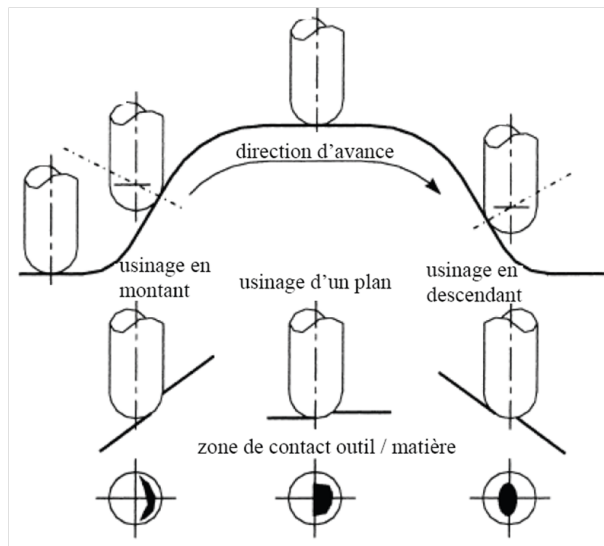 direction d’avance
usinage en
montant
usinage d’un plan
usinage en
descendant
zone de contact outil / matière